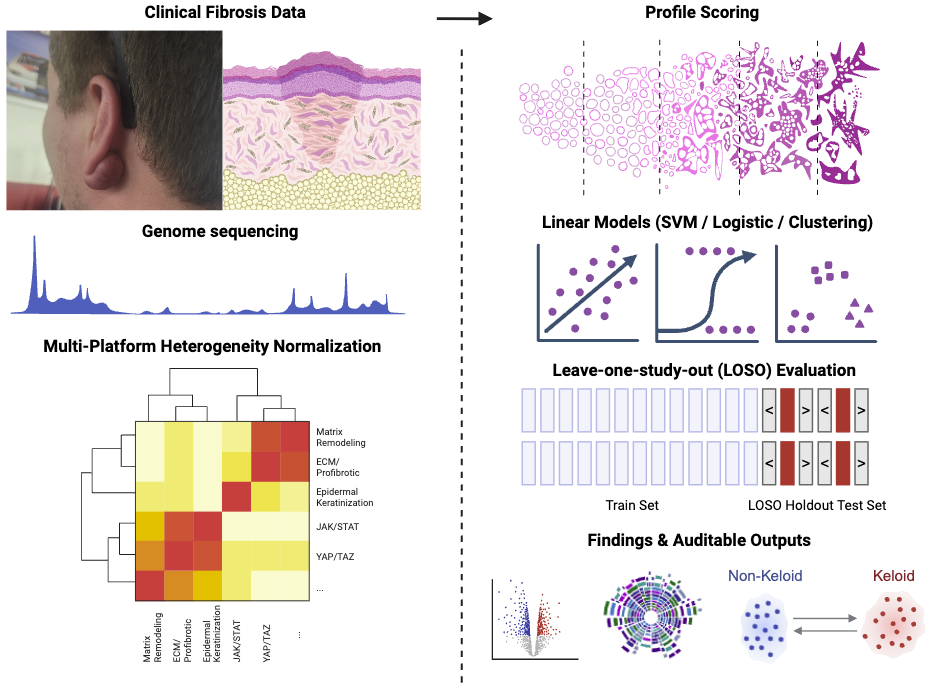 Clinical Fibrosis Data
Genome sequencing
Multi-Platform Heterogeneity Normalization
Matrix
Remodeling
ECM/
Profibrotic
Epidermal
Keratinization
JAK/STAT
YAP/TAZ
...
Matrix
Remodeling
ECM/
Profibrotic
Epidermal
Keratinization
JAK/STAT
YAP/TAZ
...
Profile Scoring
Linear Models (SVM / Logistic / Clustering)
Leave-one-study-out (LOSO) Evaluation
< > < >
< > < >
Train Set
LOSO Holdout Test Set
Findings & Auditable Outputs
Non-Keloid
Keloid